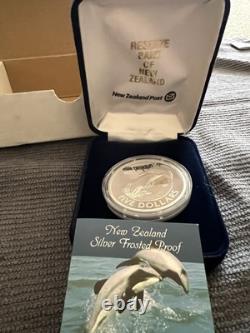 RESERVE
BANK
OF
NEW
ZEALAND
New Zealand Post
FIVE DOLLARS
New Zealand
Silver Frosted Proof